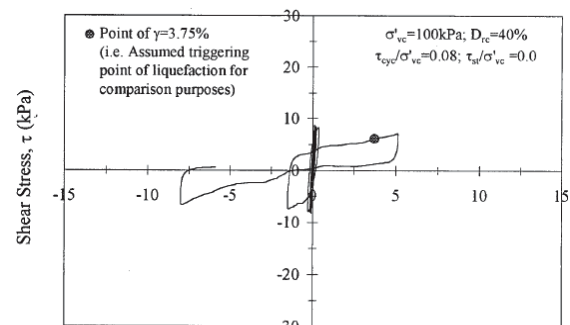 30
Point of γ=3.75%
(i.e. Assumed triggering
point of liquefaction for
comparison purposes)
σ'vc=100kPa; Drc=40%
τcyc/σ'vc=0.08; τst/σ'vc =0.0
20
10
0
-15 -10 -5 0 5 10 15
-10
-20
-30
Shear Stress, τ (kPa)